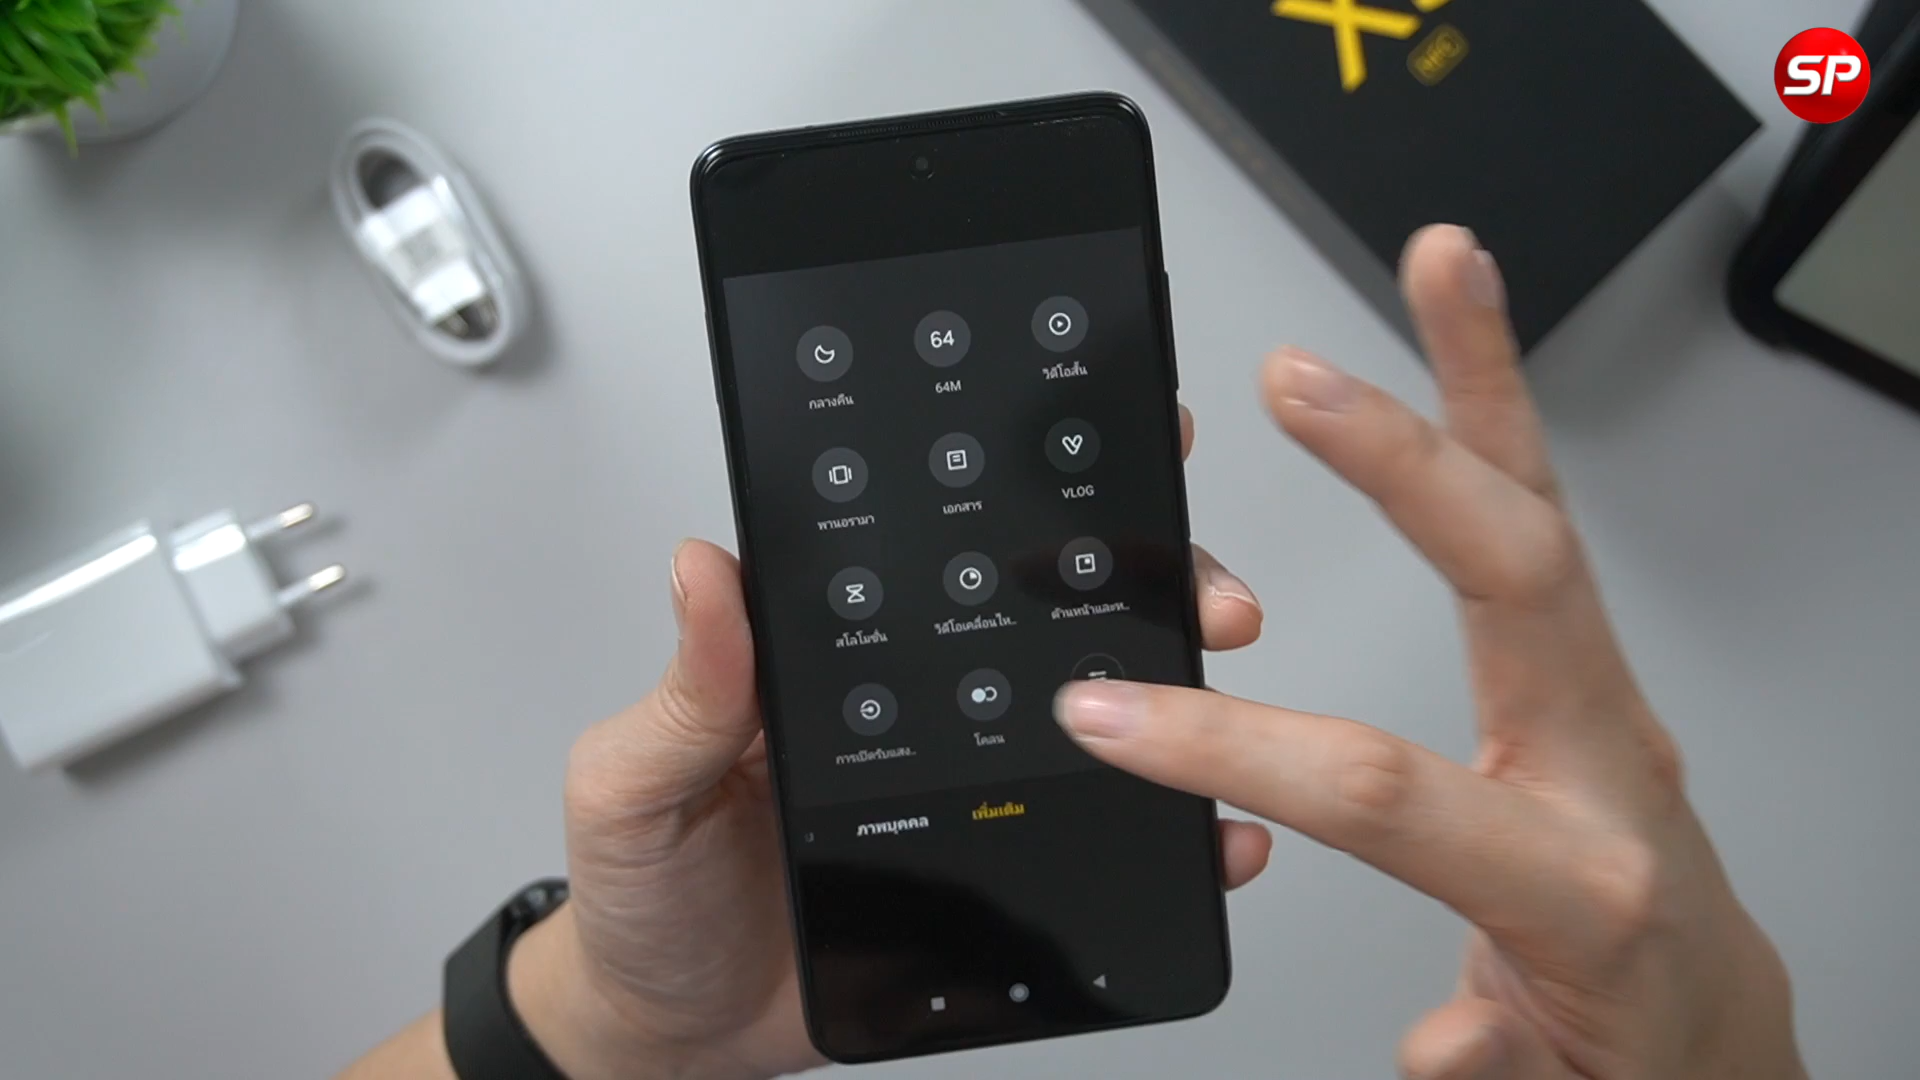 SP
NFC
64
กลางคืน
64M
วิดีโอสั้น
พานอรามา
เอกสาร
VLOG
สโลโมชั่น
วิดีโอเคลื่อนไห...
ด้านหน้าและห...
การเปิดรับแสง...
โคลน
ภาพบุคคล
เพิ่มเติม